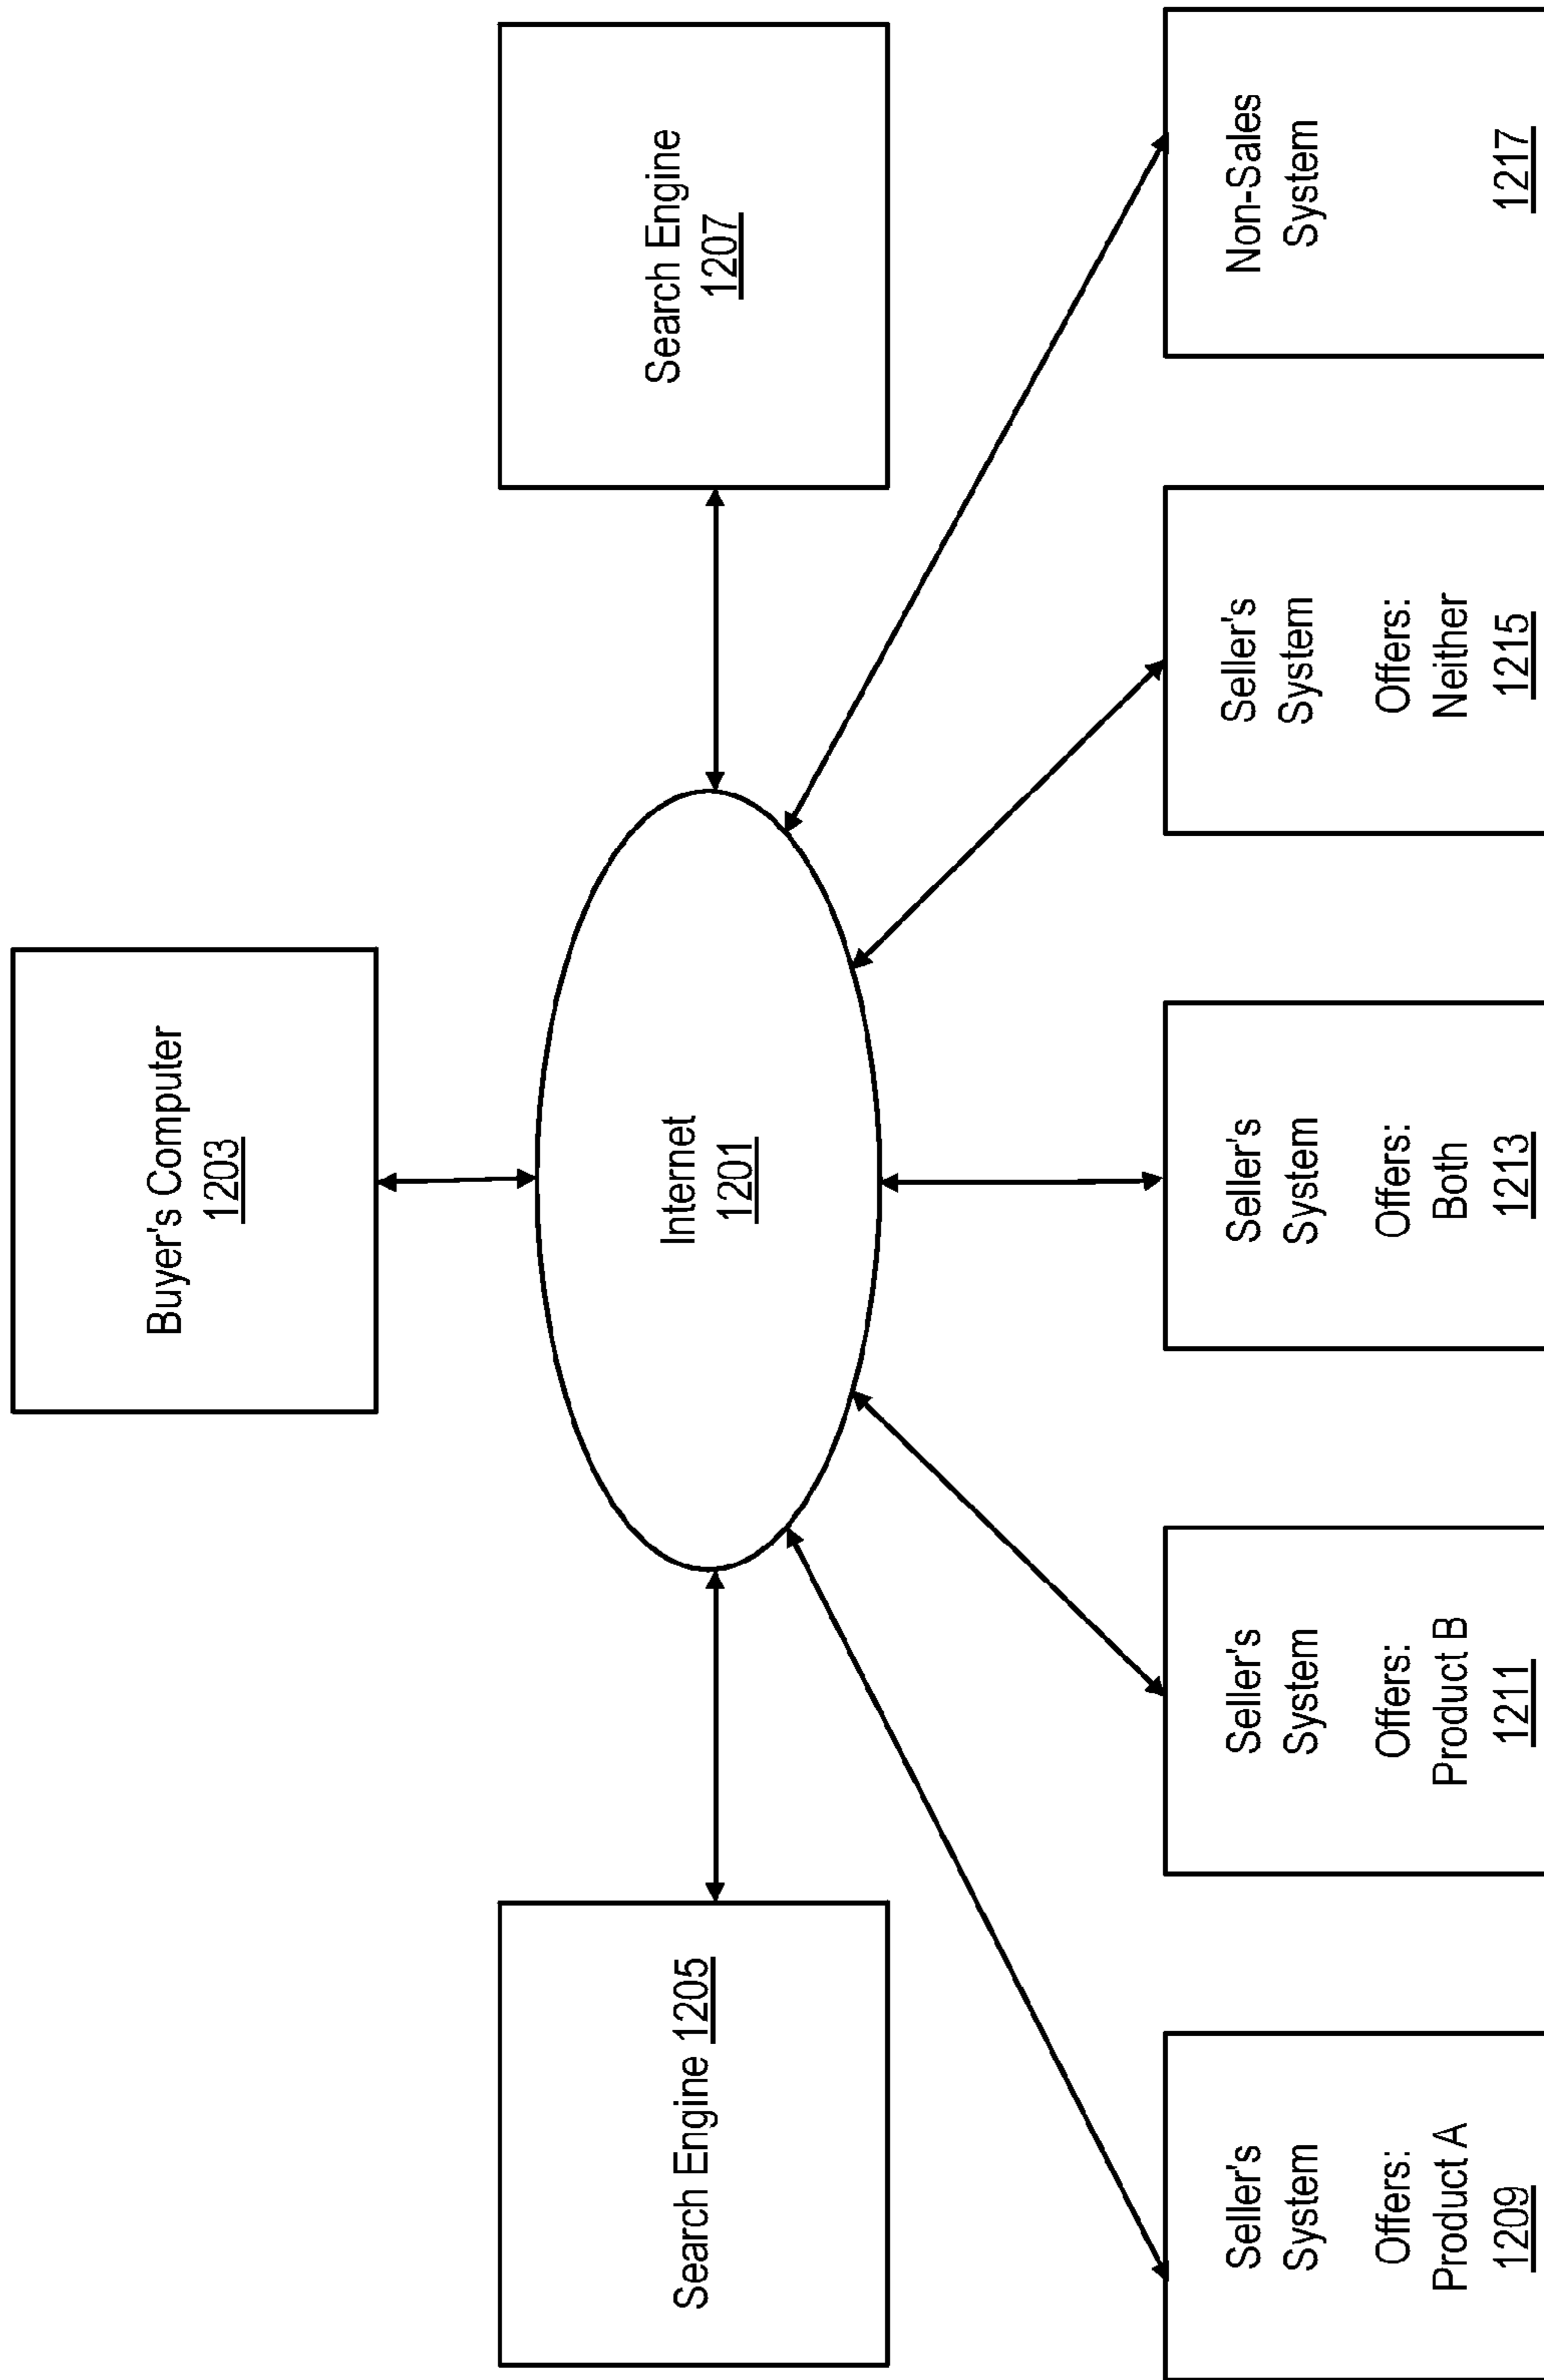 Buyer's Computer
1203
Search Engine 1205
Internet
1201
Search Engine
1207
Seller's
System
Offers:
Product A
1209
Seller's
System
Offers:
Product B
1211
Seller's
System
Offers:
Both
1213
Seller's
System
Offers:
Neither
1215
Non-Sales
System
1217